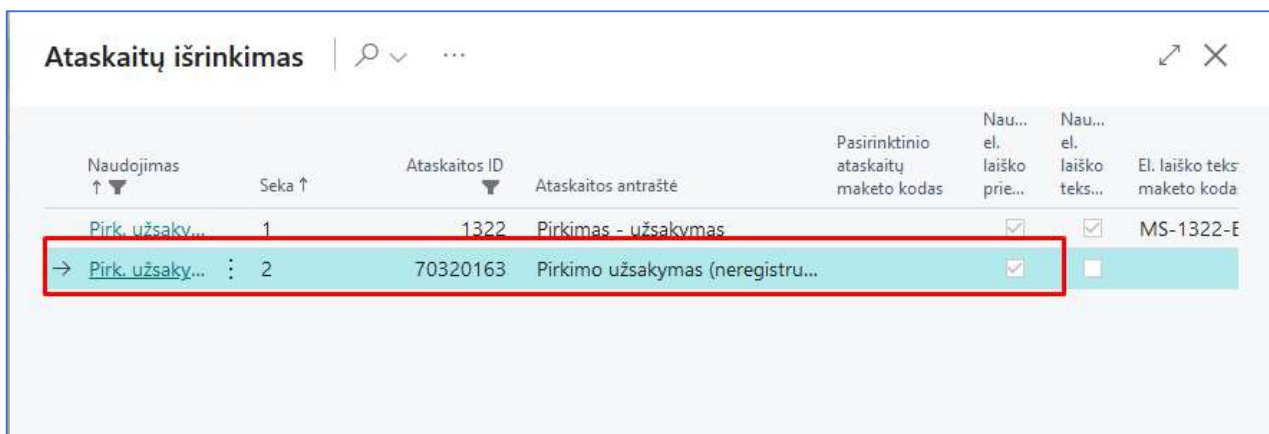 Ataskaitų išrinkimas
Nau... Nau...
Pasirinktinio el. el.
Naudojimas Ataskaitos ID ataskaitų laiško laiško El. laiško teks
↑ Seka ↑ Ataskaitos antraštė maketo kodas prie... teks... maketo koda
Pirk. užsakv... 1 1322 Pirkimas - užsakymas MS-1322-E
→ Pirk. užsaky... 2 70320163 Pirkimo užsakymas (neregistru...